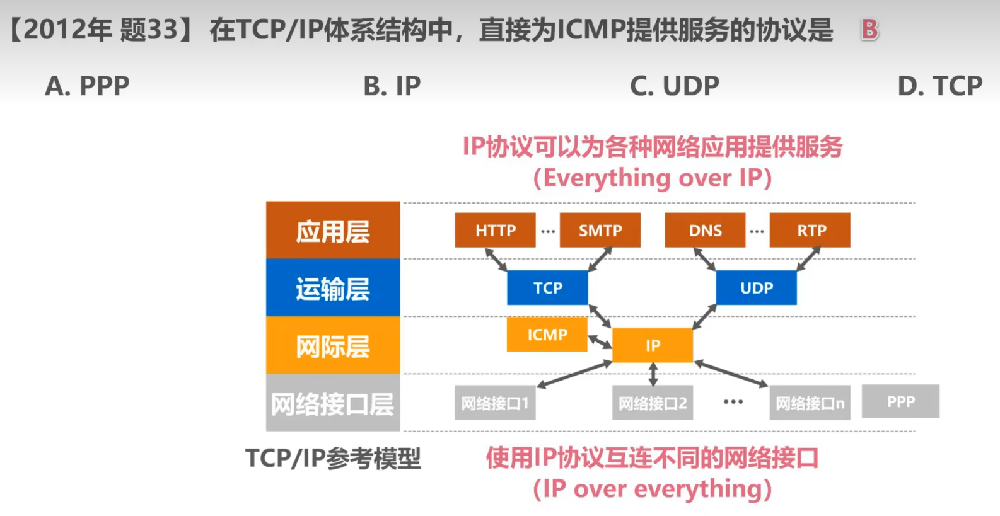 【2012年 题33】 在TCP/IP体系结构中，直接为ICMP提供服务的协议是 B
A. PPP B. IP C. UDP D. TCP
IP协议可以为各种网络应用提供服务
（Everything over IP）
应用层 HTTP … SMTP DNS … RTP
运输层 TCP UDP
网际层 ICMP IP
网络接口层 网络接口1 网络接口2 … 网络接口n PPP
TCP/IP参考模型
使用IP协议互连不同的网络接口
（IP over everything）